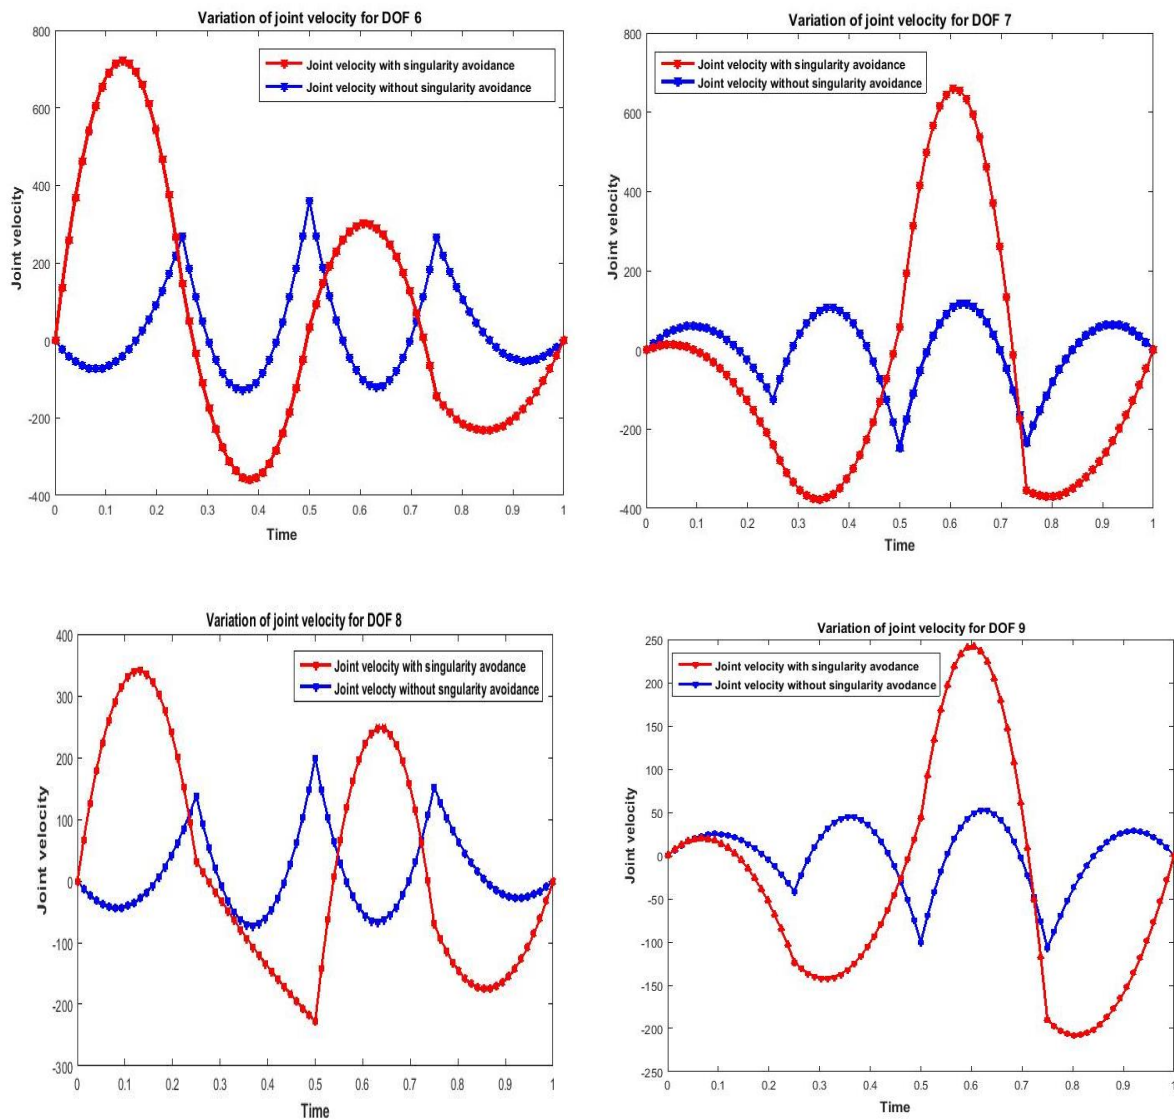 Variation of joint velocity for DOF 6
800
600
400
200
0
-200
-400
Joint velocity
Joint velocity with singularity avoidance
Joint velocity without singularity avoidance
0 0.1 0.2 0.3 0.4 0.5 0.6 0.7 0.8 0.9 1
Time
Variation of joint velocity for DOF 7
800
600
400
200
0
-200
-400
Joint velocity
Joint velocity with singularity avoidance
Joint velocity without singularity avoidance
0 0.1 0.2 0.3 0.4 0.5 0.6 0.7 0.8 0.9 1
Time
Variation of joint velocity for DOF 8
400
300
200
100
0
-100
-200
-300
Joint velocity
Joint velocity with singularity avodance
Joint velocty without singularity avoidance
0 0.1 0.2 0.3 0.4 0.5 0.6 0.7 0.8 0.9 1
Time
Variation of joint velocity for DOF 9
250
200
150
100
50
0
-50
-100
-150
-200
-250
Joint velocity
Joint velocity with singularity avodance
Joint velocity without singularity avodance
0 0.1 0.2 0.3 0.4 0.5 0.6 0.7 0.8 0.9 1
Time